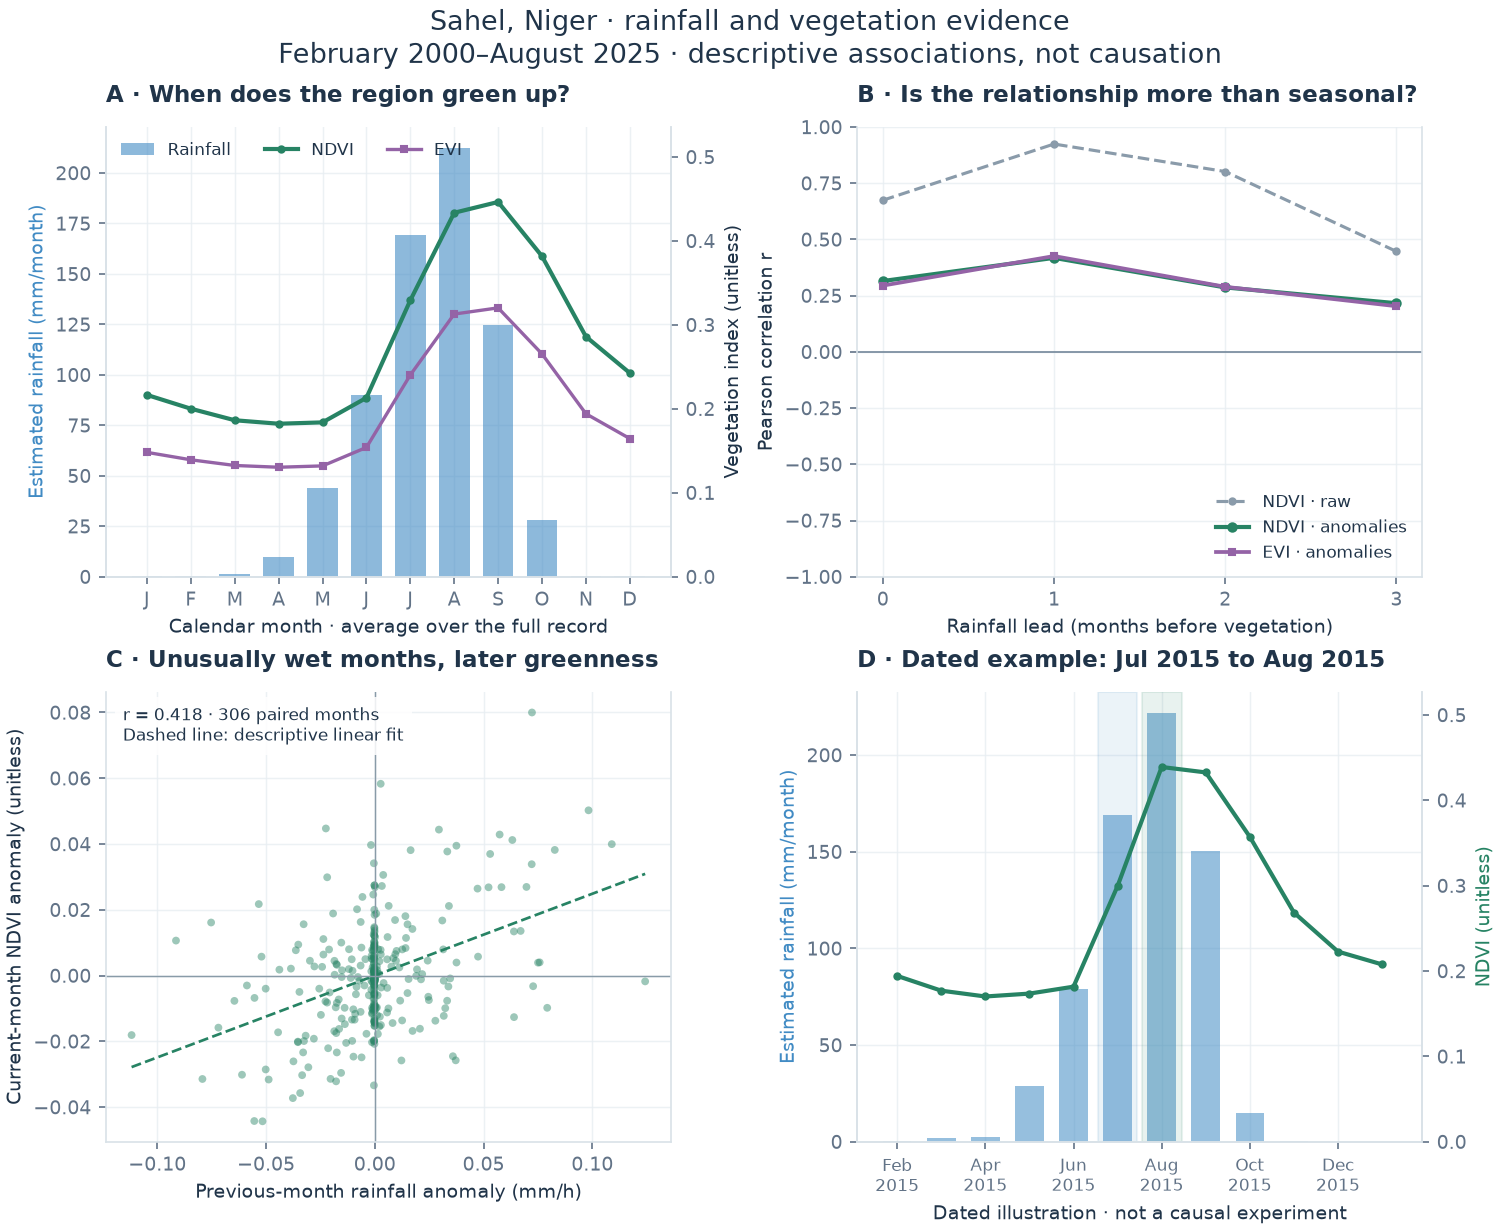 Sahel, Niger · rainfall and vegetation evidence
February 2000–August 2025 · descriptive associations, not causation
A · When does the region green up?
Rainfall
NDVI
EVI
Estimated rainfall (mm/month)
200
175
150
125
100
75
50
25
0
0.5
0.4
0.3
0.2
0.1
0.0
Vegetation index (unitless)
J F M A M J J A S O N D
Calendar month · average over the full record
B · Is the relationship more than seasonal?
Pearson correlation r
1.00
0.75
0.50
0.25
0.00
−0.25
−0.50
−0.75
−1.00
NDVI · raw
NDVI · anomalies
EVI · anomalies
0 1 2 3
Rainfall lead (months before vegetation)
C · Unusually wet months, later greenness
r = 0.418 · 306 paired months
Dashed line: descriptive linear fit
Current-month NDVI anomaly (unitless)
0.08
0.06
0.04
0.02
0.00
−0.02
−0.04
−0.10 −0.05 0.00 0.05 0.10
Previous-month rainfall anomaly (mm/h)
D · Dated example: Jul 2015 to Aug 2015
Estimated rainfall (mm/month)
200
150
100
50
0
0.5
0.4
0.3
0.2
0.1
0.0
NDVI (unitless)
Feb Apr Jun Aug Oct Dec
2015 2015 2015 2015 2015 2015
Dated illustration · not a causal experiment